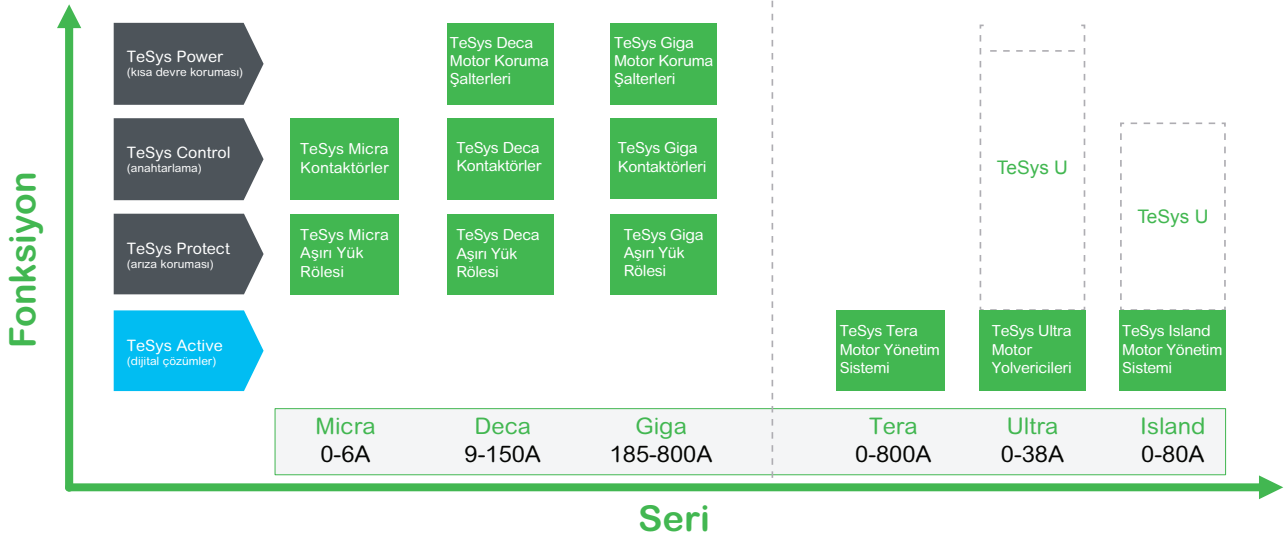 Fonksiyon
TeSys Power
(kısa devre koruması)
TeSys Deca
Motor Koruma
Şalterleri
TeSys Giga
Motor Koruma
Şalterleri
TeSys Control
(anahtarlama)
TeSys Micra
Kontaktörler
TeSys Deca
Kontaktörler
TeSys Giga
Kontaktörleri
TeSys U
TeSys U
TeSys Protect
(arıza koruması)
TeSys Micra
Aşırı Yük
Rölesi
TeSys Deca
Aşırı Yük
Rölesi
TeSys Giga
Aşırı Yük
Rölesi
TeSys Active
(dijital çözümler)
TeSys Tera
Motor Yönetim
Sistemi
TeSys Ultra
Motor
Yolvericileri
TeSys Island
Motor Yönetim
Sistemi
Micra
0-6A
Deca
9-150A
Giga
185-800A
Tera
0-800A
Ultra
0-38A
Island
0-80A
Seri